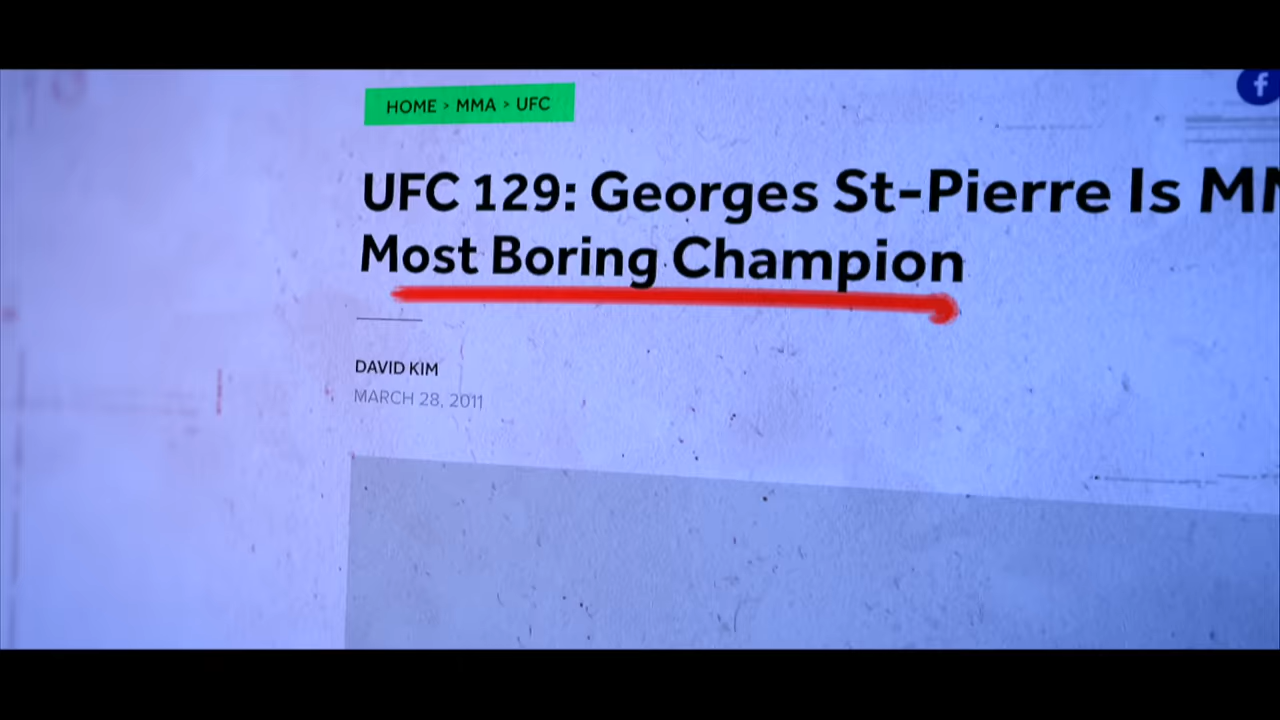 HOME > MMA > UFC
f
UFC 129: Georges St-Pierre Is
Most Boring Champion
DAVID KIM
MARCH 28, 2011